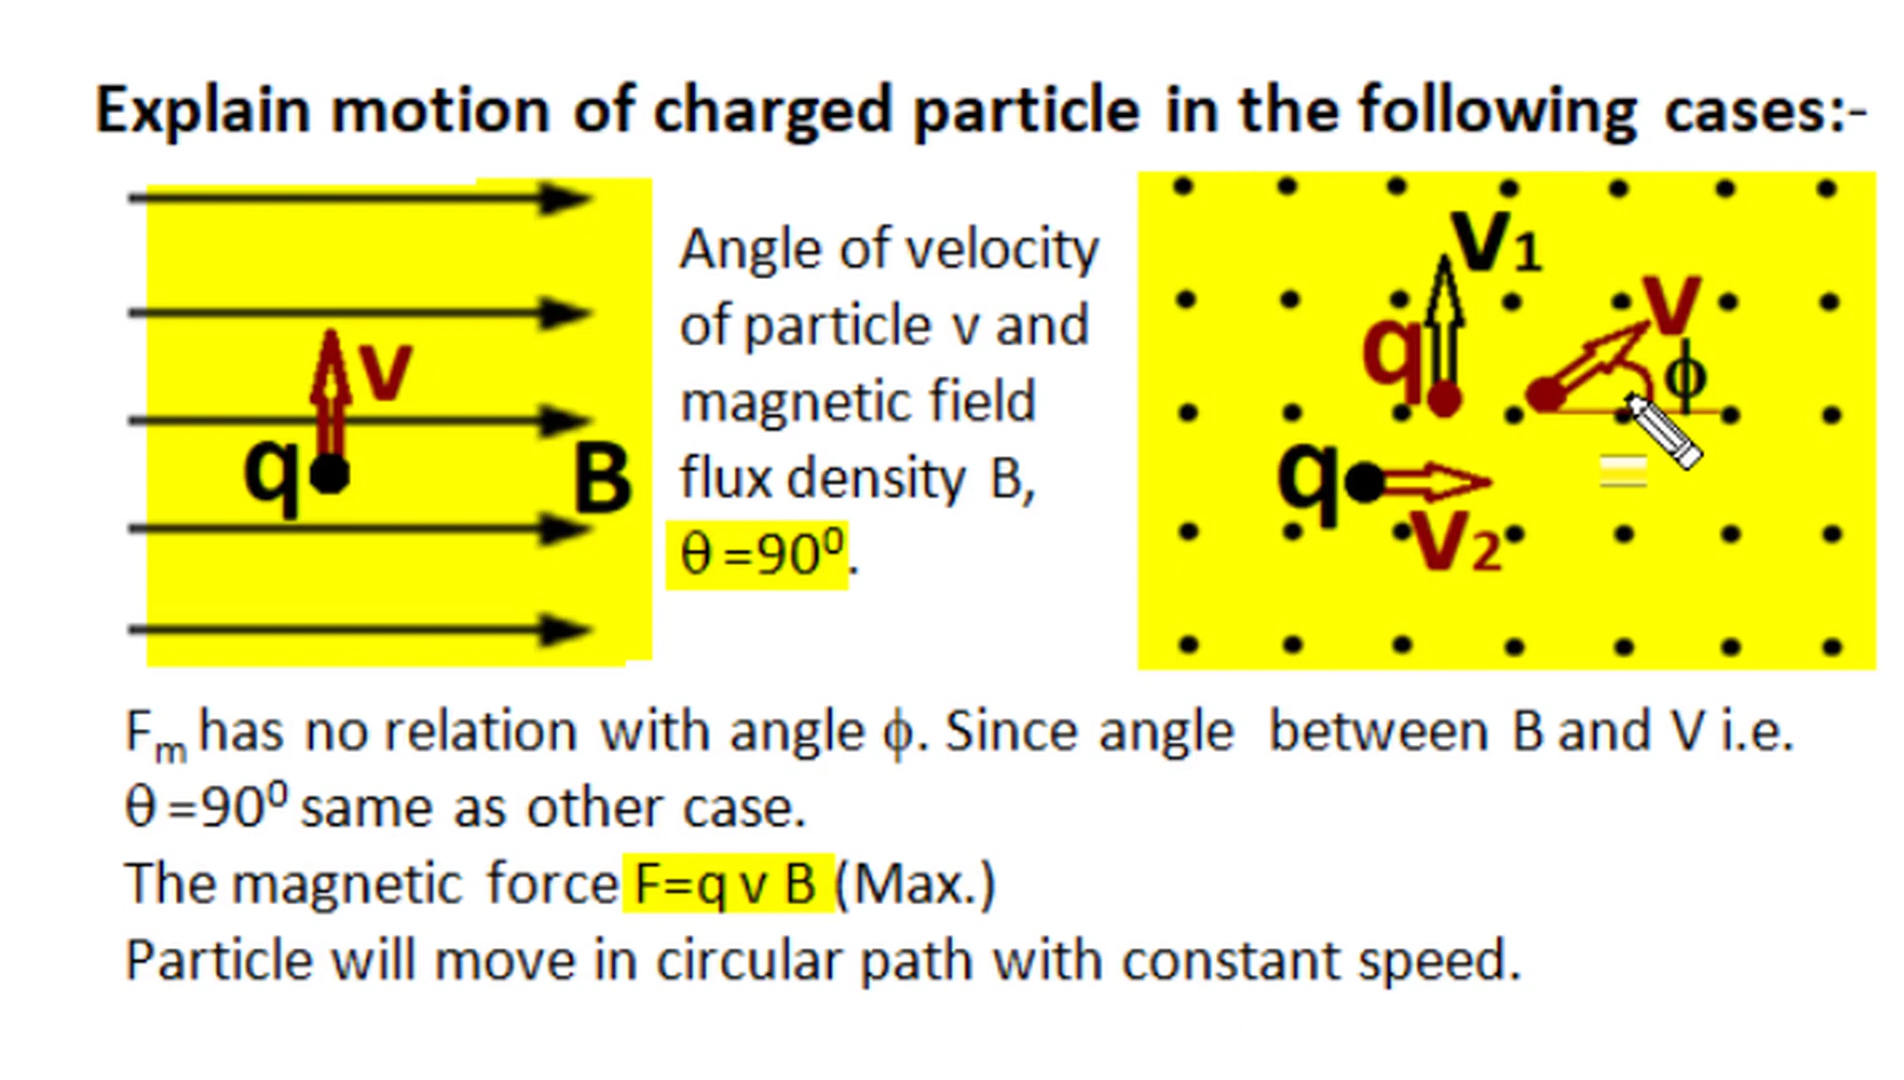 Explain motion of charged particle in the following cases:-
v
q
B
Angle of velocity
of particle v and
magnetic field
flux density B,
θ =90⁰.
v₁
v
q
ϕ
q
v₂
Fₘ has no relation with angle ϕ. Since angle between B and V i.e.
θ =90⁰ same as other case.
The magnetic force F=q v B (Max.)
Particle will move in circular path with constant speed.